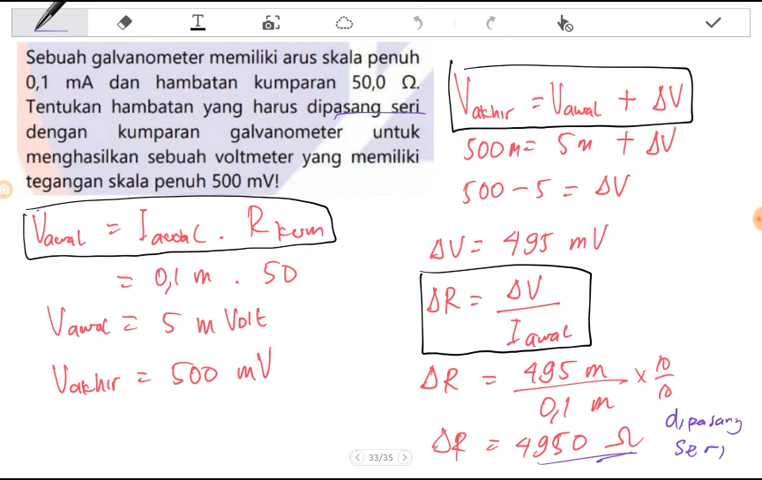 Sebuah galvanometer memiliki arus skala penuh
0,1 mA dan hambatan kumparan 50,0 Ω.
Tentukan hambatan yang harus dipasang seri
dengan kumparan galvanometer untuk
menghasilkan sebuah voltmeter yang memiliki
tegangan skala penuh 500 mV!
Vawal = Iawal . Rkum
= 0,1 m . 50
Vawal = 5 m Volt
Vakhir = 500 mV
Vakhir = Vawal + ΔV
500 m = 5 m + ΔV
500 - 5 = ΔV
ΔV = 495 mV
ΔR = ΔV / Iawal
ΔR = 495 m / 0,1 m × 10/10
ΔR = 4950 Ω
dipasang
seri
33/35